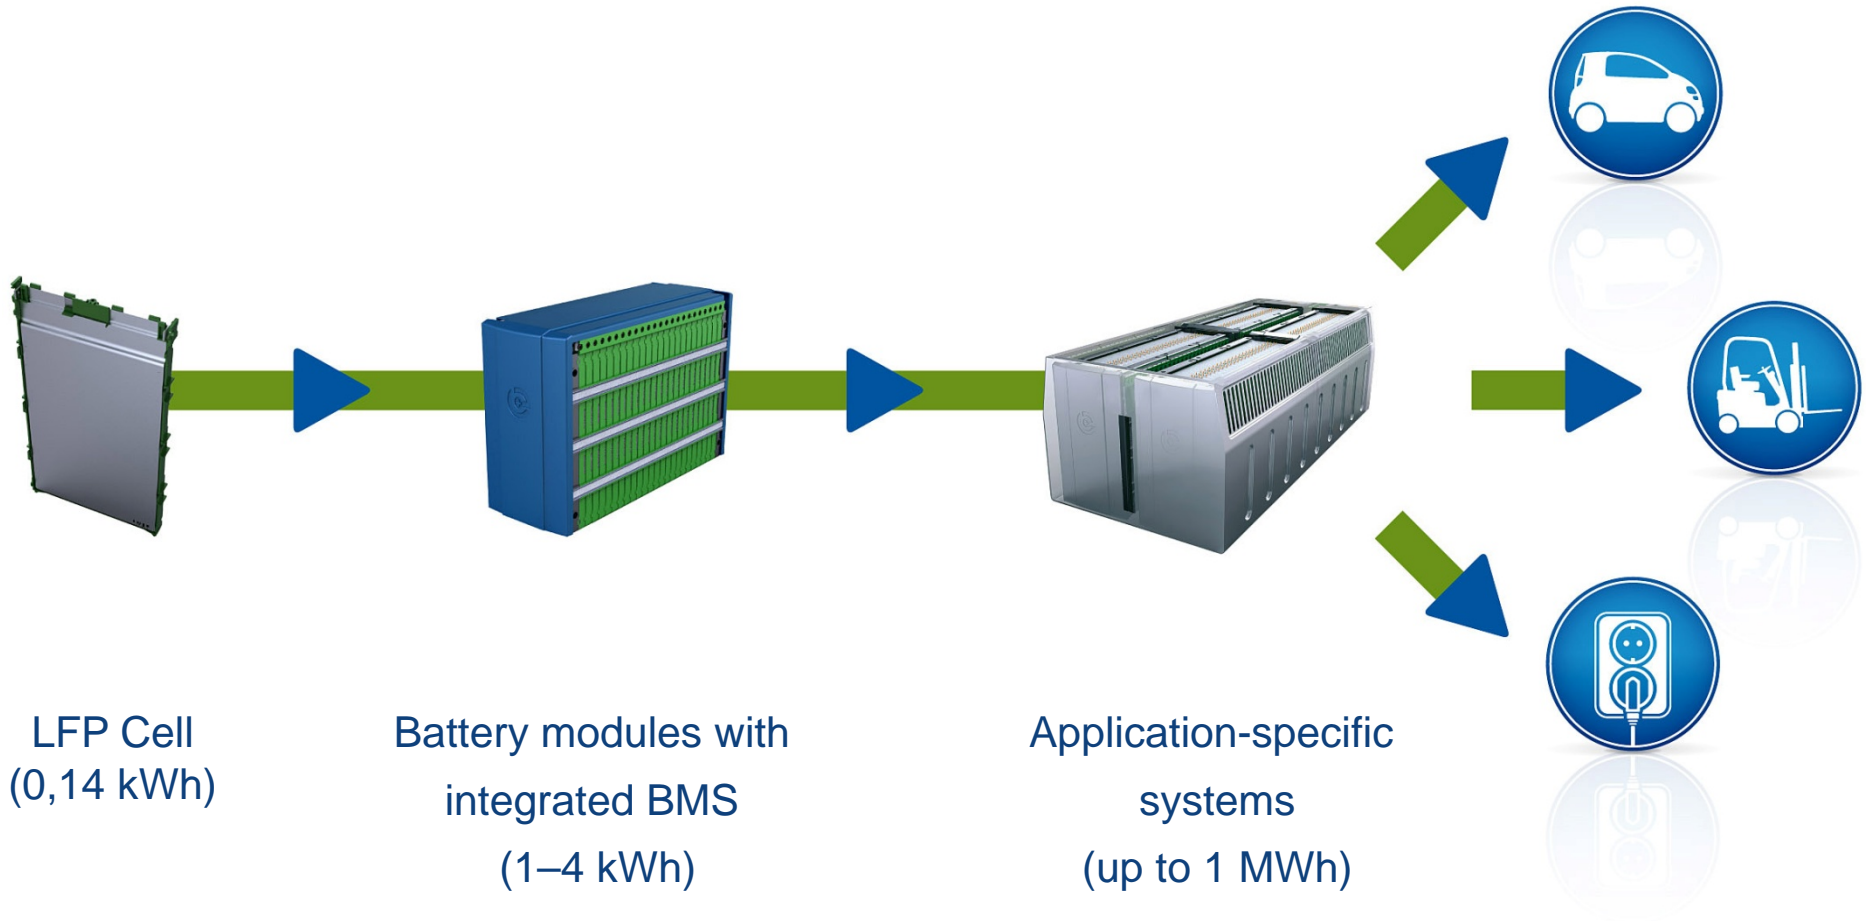 LFP Cell
(0,14 kWh)
Battery modules with
integrated BMS
(1–4 kWh)
Application-specific
systems
(up to 1 MWh)